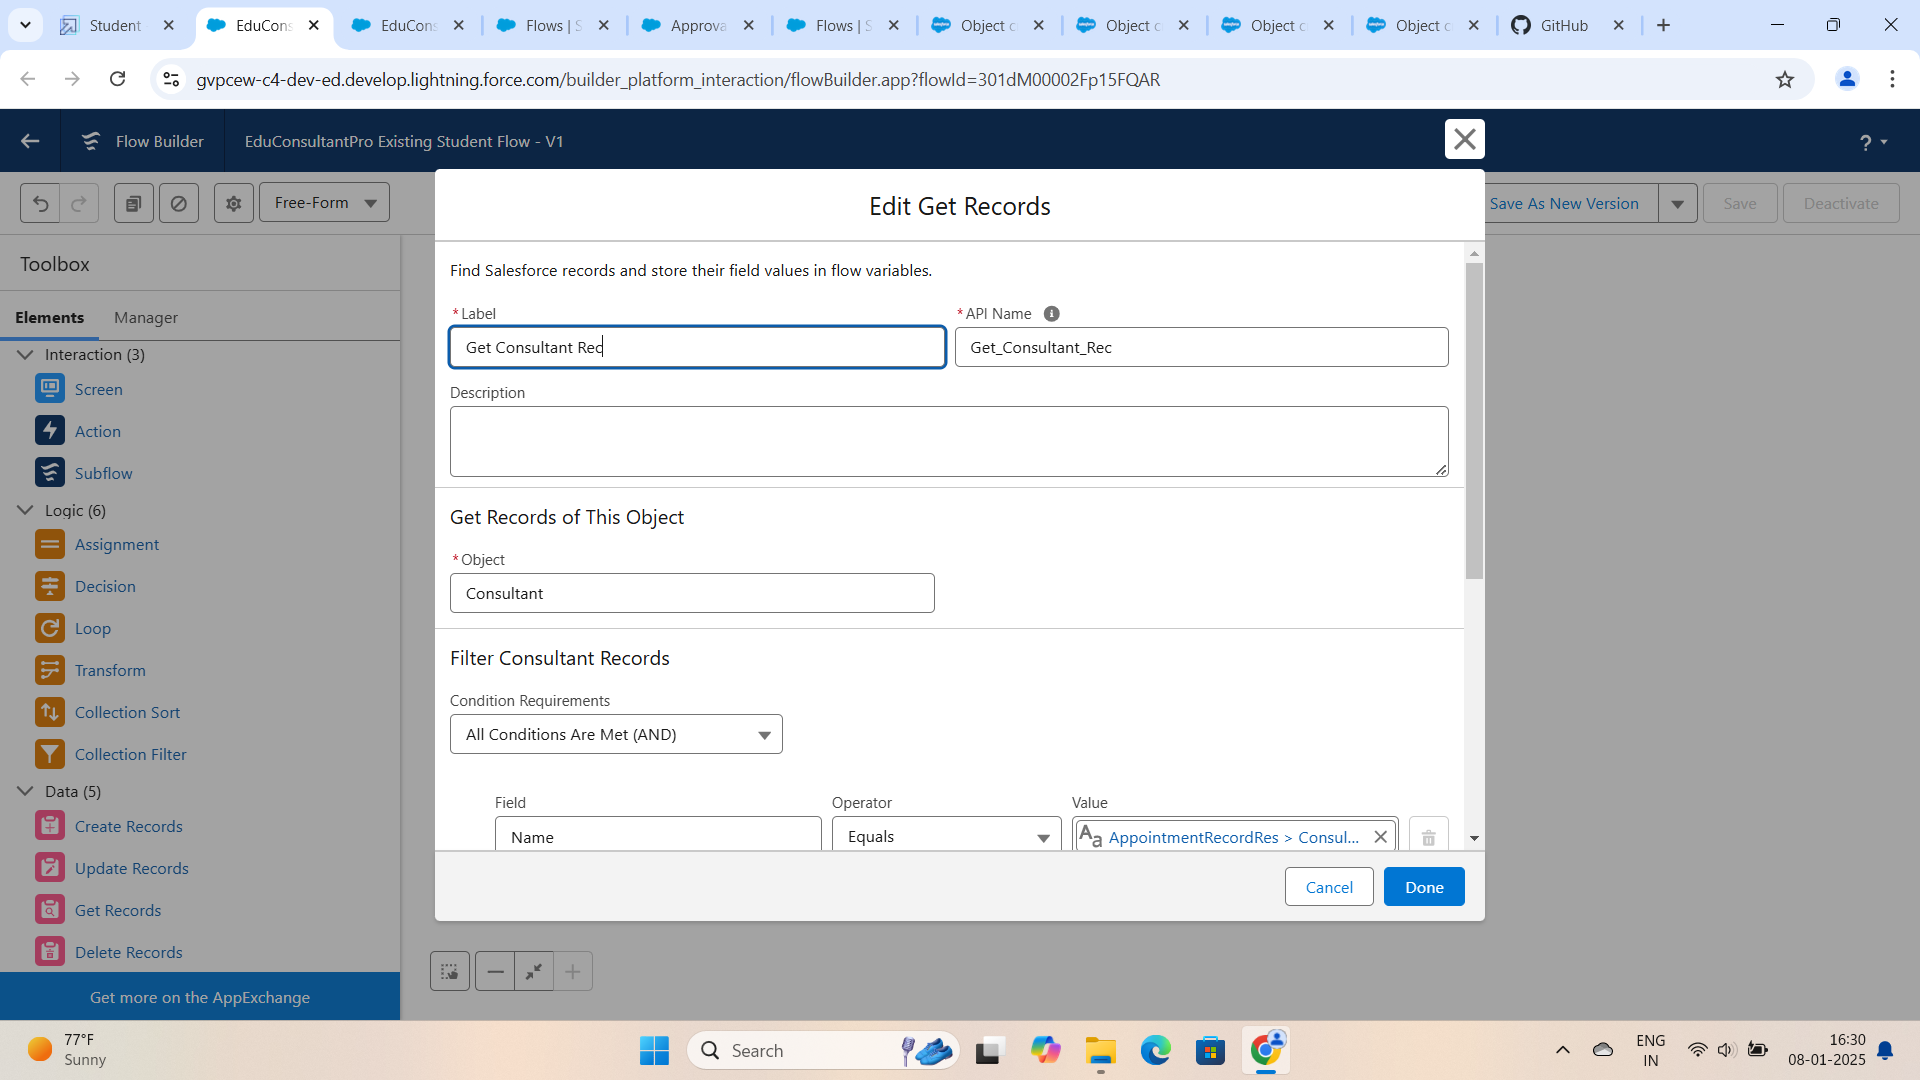 Student
EduCons
EduCons
Flows | S
Approva
Flows | S
Object c
Object c
Object c
Object c
GitHub
gvpcew-c4-dev-ed.develop.lightning.force.com/builder_platform_interaction/flowBuilder.app?flowId=301dM00002Fp15FQAR
Flow Builder
EduConsultantPro Existing Student Flow - V1
?
Free-Form
Save As New Version
Save
Deactivate
Toolbox
Elements
Manager
Interaction (3)
Screen
Action
Subflow
Logic (6)
Assignment
Decision
Loop
Transform
Collection Sort
Collection Filter
Data (5)
Create Records
Update Records
Get Records
Delete Records
Get more on the AppExchange
Edit Get Records
Find Salesforce records and store their field values in flow variables.
*Label
*API Name
Get Consultant Rec
Get_Consultant_Rec
Description
Get Records of This Object
*Object
Consultant
Filter Consultant Records
Condition Requirements
All Conditions Are Met (AND)
Field
Operator
Value
Name
Equals
Aa AppointmentRecordRes > Consul...
Cancel
Done
77°F
Sunny
Search
ENG
IN
16:30
08-01-2025